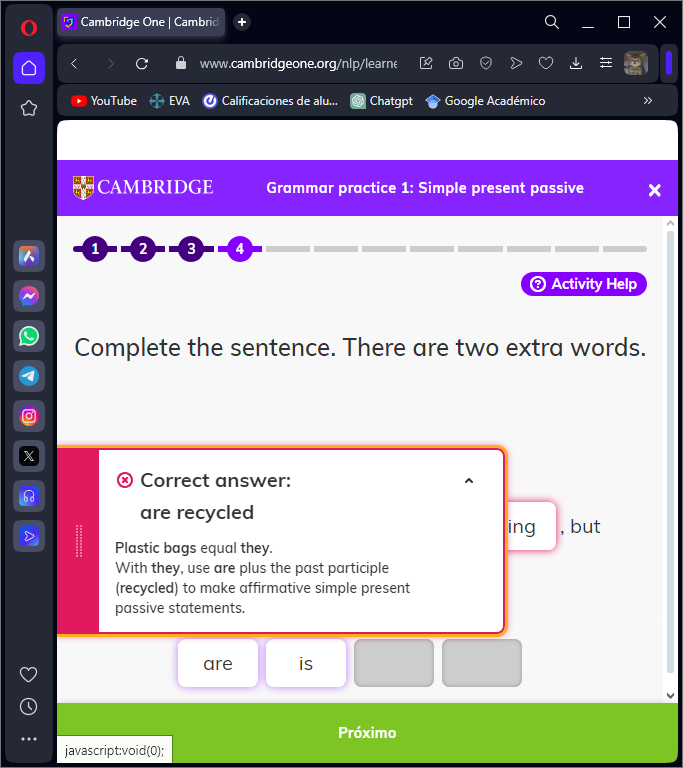 Cambridge One | Cambrid
www.cambridgeone.org/nlp/learne
YouTube EVA Calificaciones de alu... Chatgpt Google Académico »
CAMBRIDGE Grammar practice 1: Simple present passive
1 2 3 4
Activity Help
Complete the sentence. There are two extra words.
Correct answer:
are recycled
ing , but
Plastic bags equal they.
With they, use are plus the past participle
(recycled) to make affirmative simple present
passive statements.
are is
Próximo
javascript:void(0);